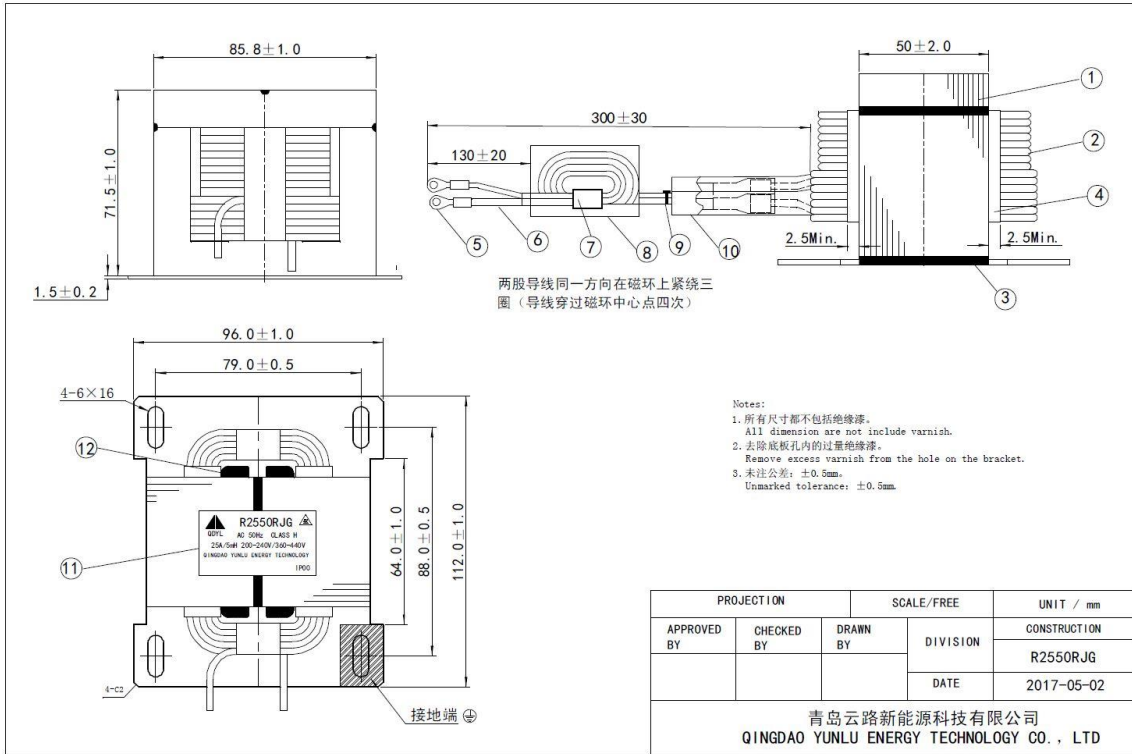 85.8±1.0
71.5±1.0
1.5±0.2
300±30
130±20
5
6
7
8
9
10
两股导线同一方向在磁环上紧绕三
圈（导线穿过磁环中心点四次）
50±2.0
1
2
4
2.5Min.
2.5Min.
3
96.0±1.0
79.0±0.5
4-6×16
12
11
R2550RJG
QDYL
AC 50Hz CLASS H
25A/5mH 200-240V/360-440V
QINGDAO YUNLU ENERGY TECHNOLOGY
IP00
64.0±1.0
88.0±0.5
112.0±1.0
4-C2
接地端
Notes:
1.所有尺寸都不包括绝缘漆。
All dimension are not include varnish.
2.去除底板孔内的过量绝缘漆。
Remove excess varnish from the hole on the bracket.
3.未注公差：±0.5mm。
Unmarked tolerance: ±0.5mm.
PROJECTION
SCALE/FREE
UNIT / mm
APPROVED BY
CHECKED BY
DRAWN BY
DIVISION
CONSTRUCTION
R2550RJG
DATE
2017-05-02
青岛云路新能源科技有限公司
QINGDAO YUNLU ENERGY TECHNOLOGY CO., LTD